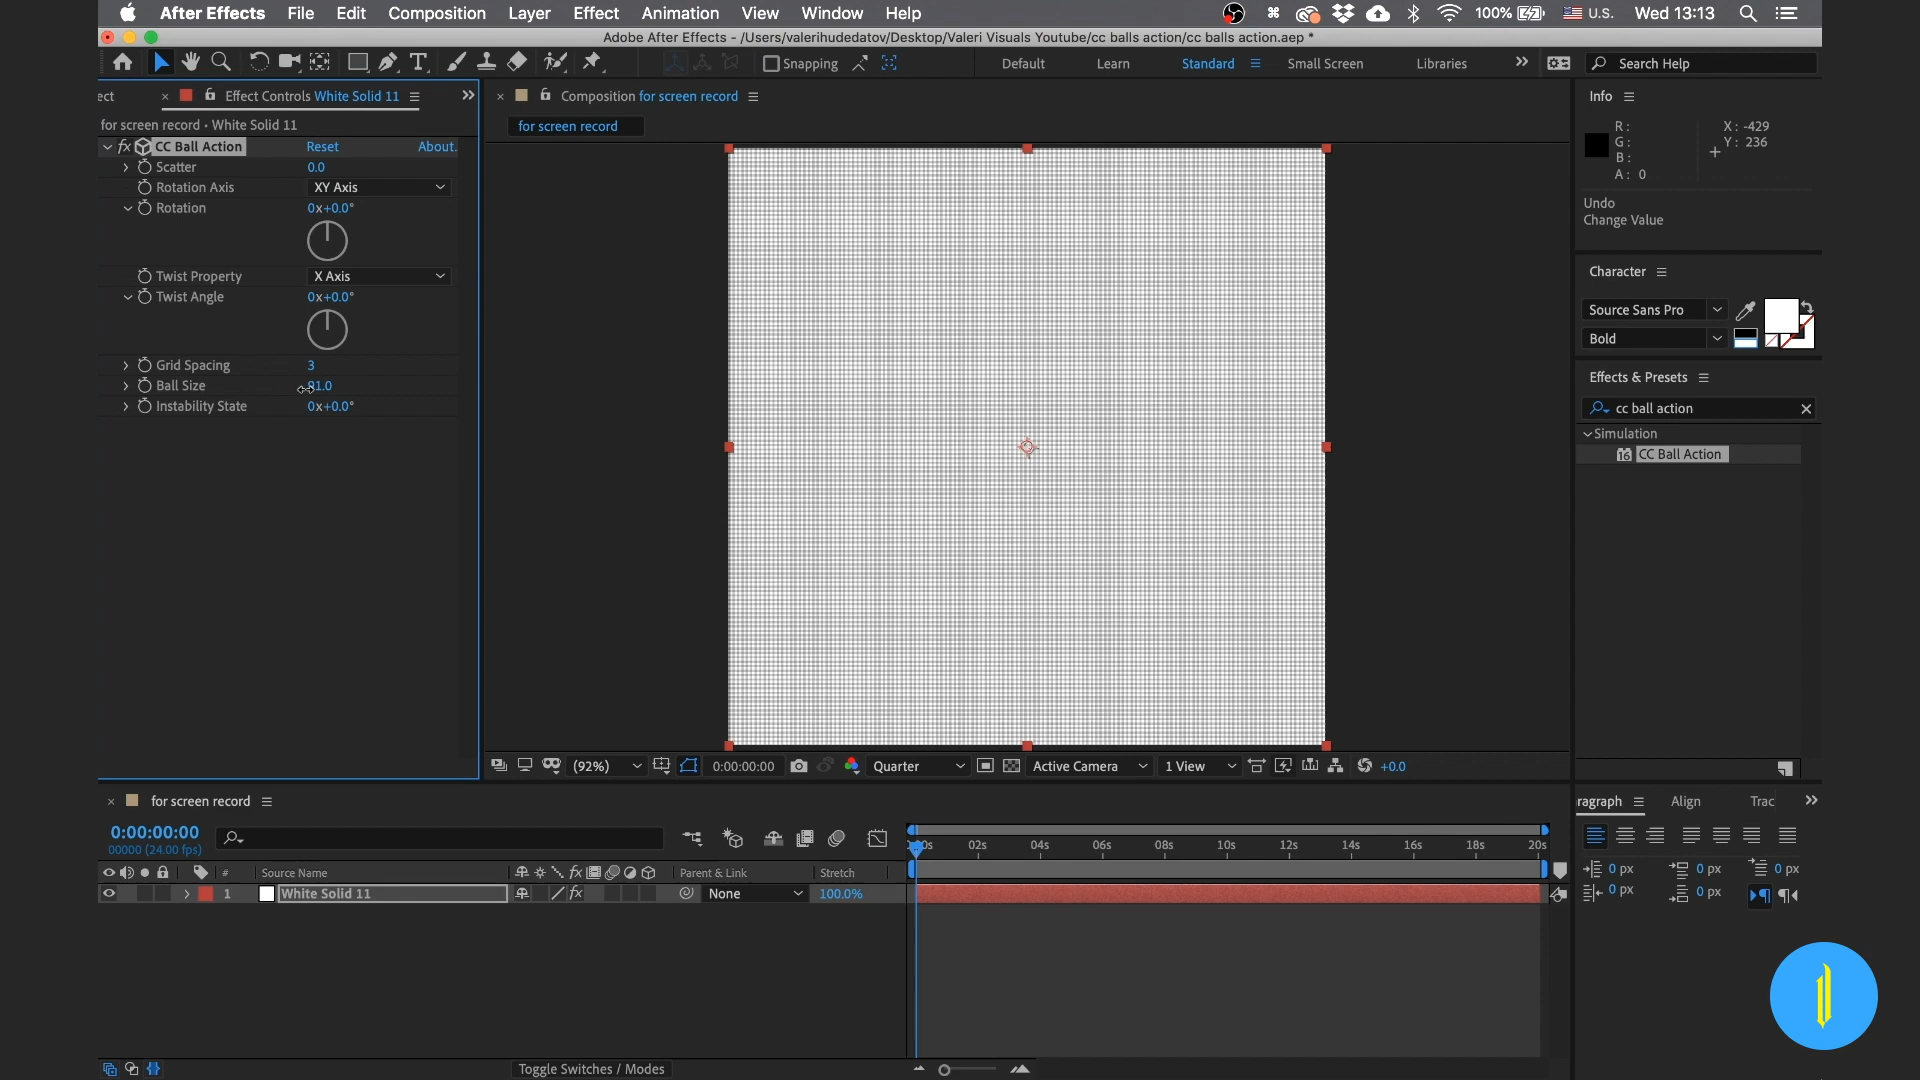 After Effects File Edit Composition Layer Effect Animation View Window Help 100% U.S. Wed 13:13
Adobe After Effects - /Users/valerihudedatov/Desktop/Valeri Visuals Youtube/cc balls action/cc balls action.aep *
Snapping Default Learn Standard Small Screen Libraries Search Help
ect × Effect Controls White Solid 11
for screen record • White Solid 11
fx CC Ball Action Reset About.
Scatter 0.0
Rotation Axis XY Axis
Rotation 0x+0.0°
Twist Property X Axis
Twist Angle 0x+0.0°
Grid Spacing 3
Ball Size
Instability State 0x+0.0°
× Composition for screen record
for screen record
(92%) 0:00:00:00 Quarter Active Camera 1 View +0.0
Info
R: X: -429
G: Y: 236
B:
A: 0
Undo
Change Value
Character
Source Sans Pro
Bold
Effects & Presets
cc ball action
Simulation
16 CC Ball Action
× for screen record
0:00:00:00
00000 (24.00 fps)
# Source Name fx Parent & Link Stretch
1 White Solid 11 fx None 100.0%
02s 04s 06s 08s 10s 12s 14s 16s 18s 20s
Toggle Switches / Modes
ragraph Align Trac
0 px 0 px 0 px
0 px 0 px